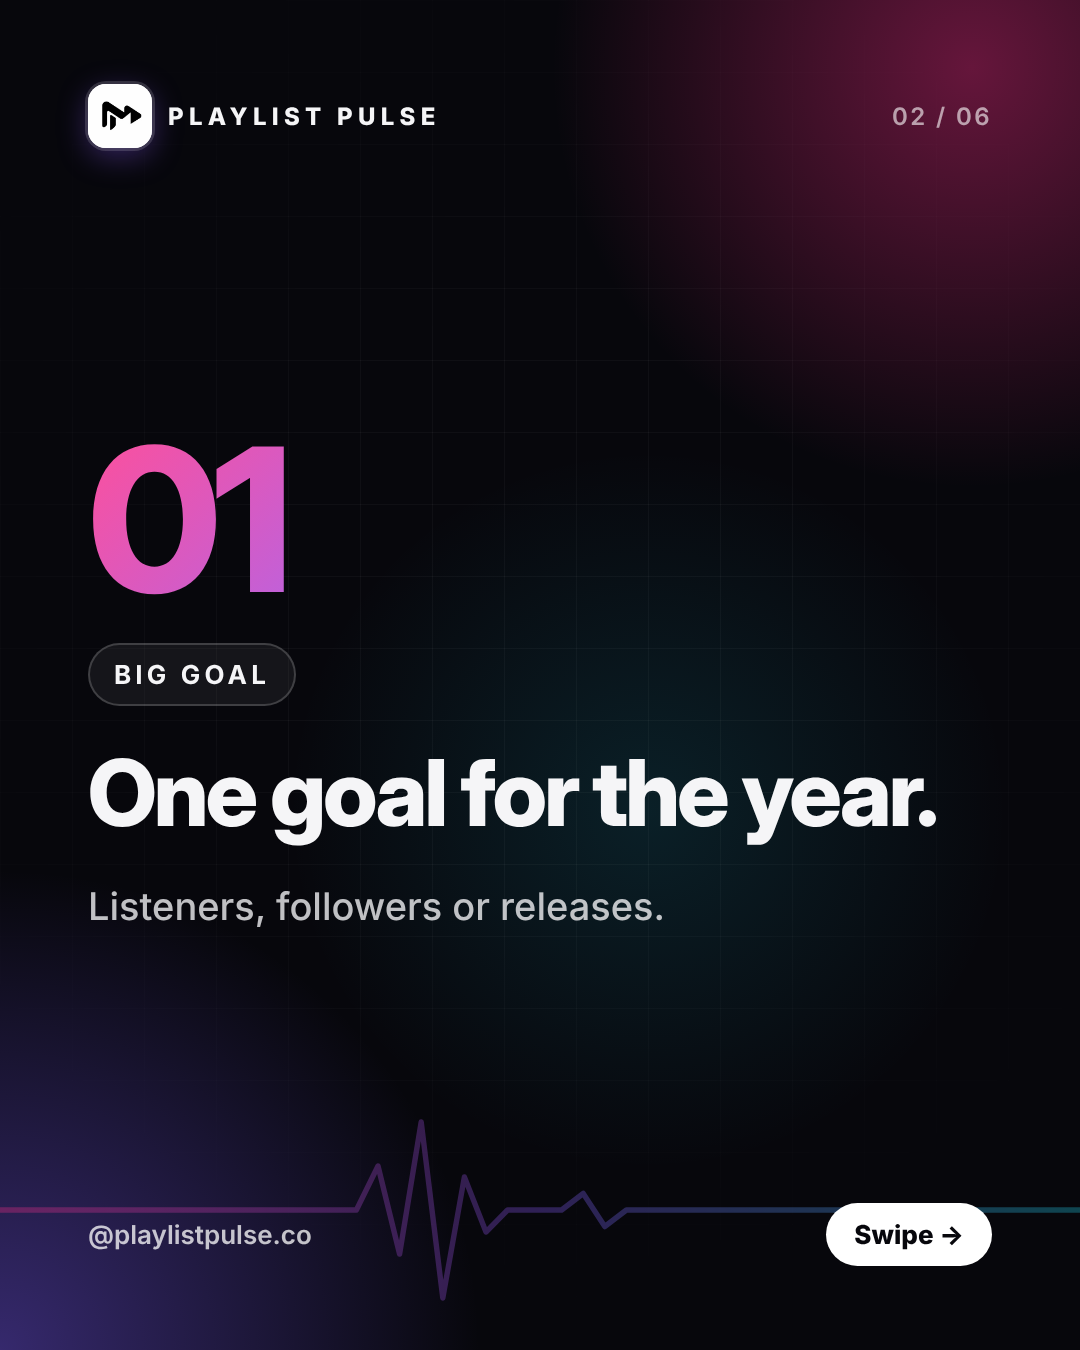 PLAYLIST PULSE
02 / 06
01
BIG GOAL
One goal for the year.
Listeners, followers or releases.
@playlistpulse.co
Swipe →